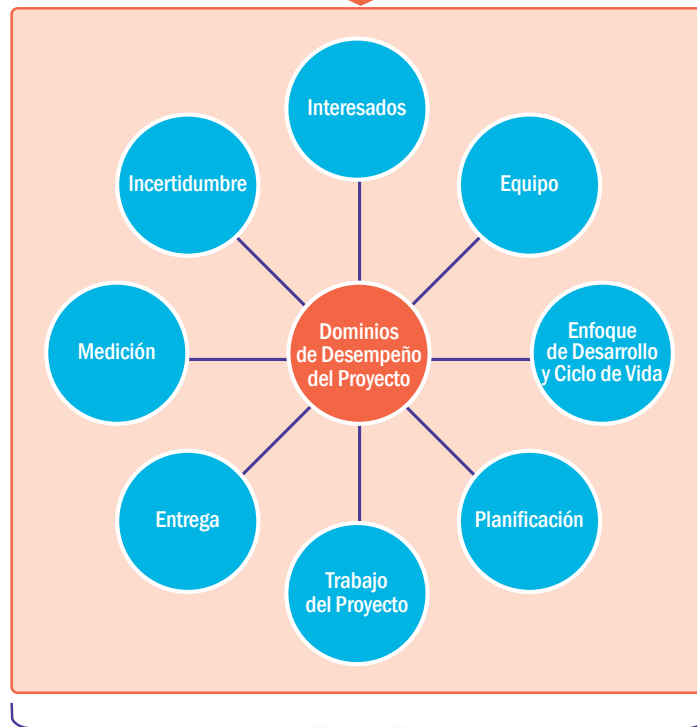 Interesados
Incertidumbre
Equipo
Medición
Dominios
de Desempeño
del Proyecto
Enfoque
de Desarrollo
y Ciclo de Vida
Entrega
Planificación
Trabajo
del Proyecto